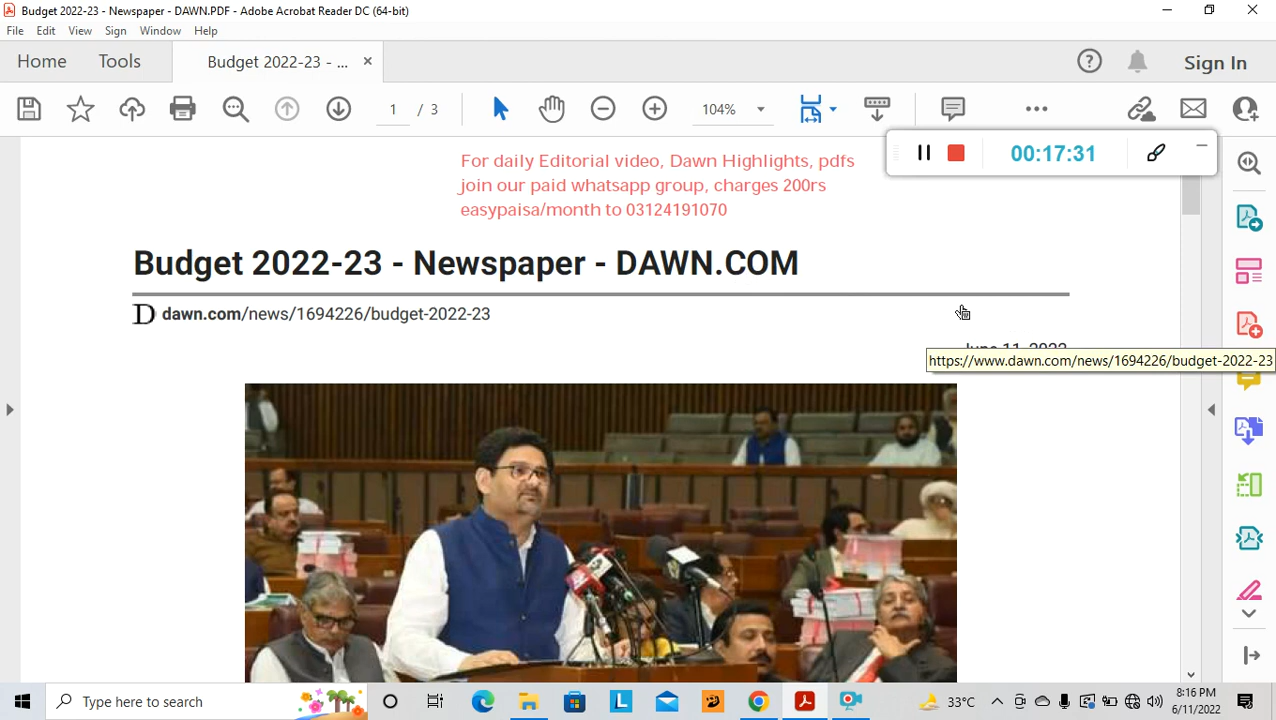 Budget 2022-23 - Newspaper - DAWN.PDF - Adobe Acrobat Reader DC (64-bit)
File Edit View Sign Window Help
Home Tools Budget 2022-23 - ... Sign In
1 / 3 104%
00:17:31
For daily Editorial video, Dawn Highlights, pdfs
join our paid whatsapp group, charges 200rs
easypaisa/month to 03124191070
Budget 2022-23 - Newspaper - DAWN.COM
D dawn.com/news/1694226/budget-2022-23
June 11, 2022
https://www.dawn.com/news/1694226/budget-2022-23
Type here to search
33°C
8:16 PM
6/11/2022